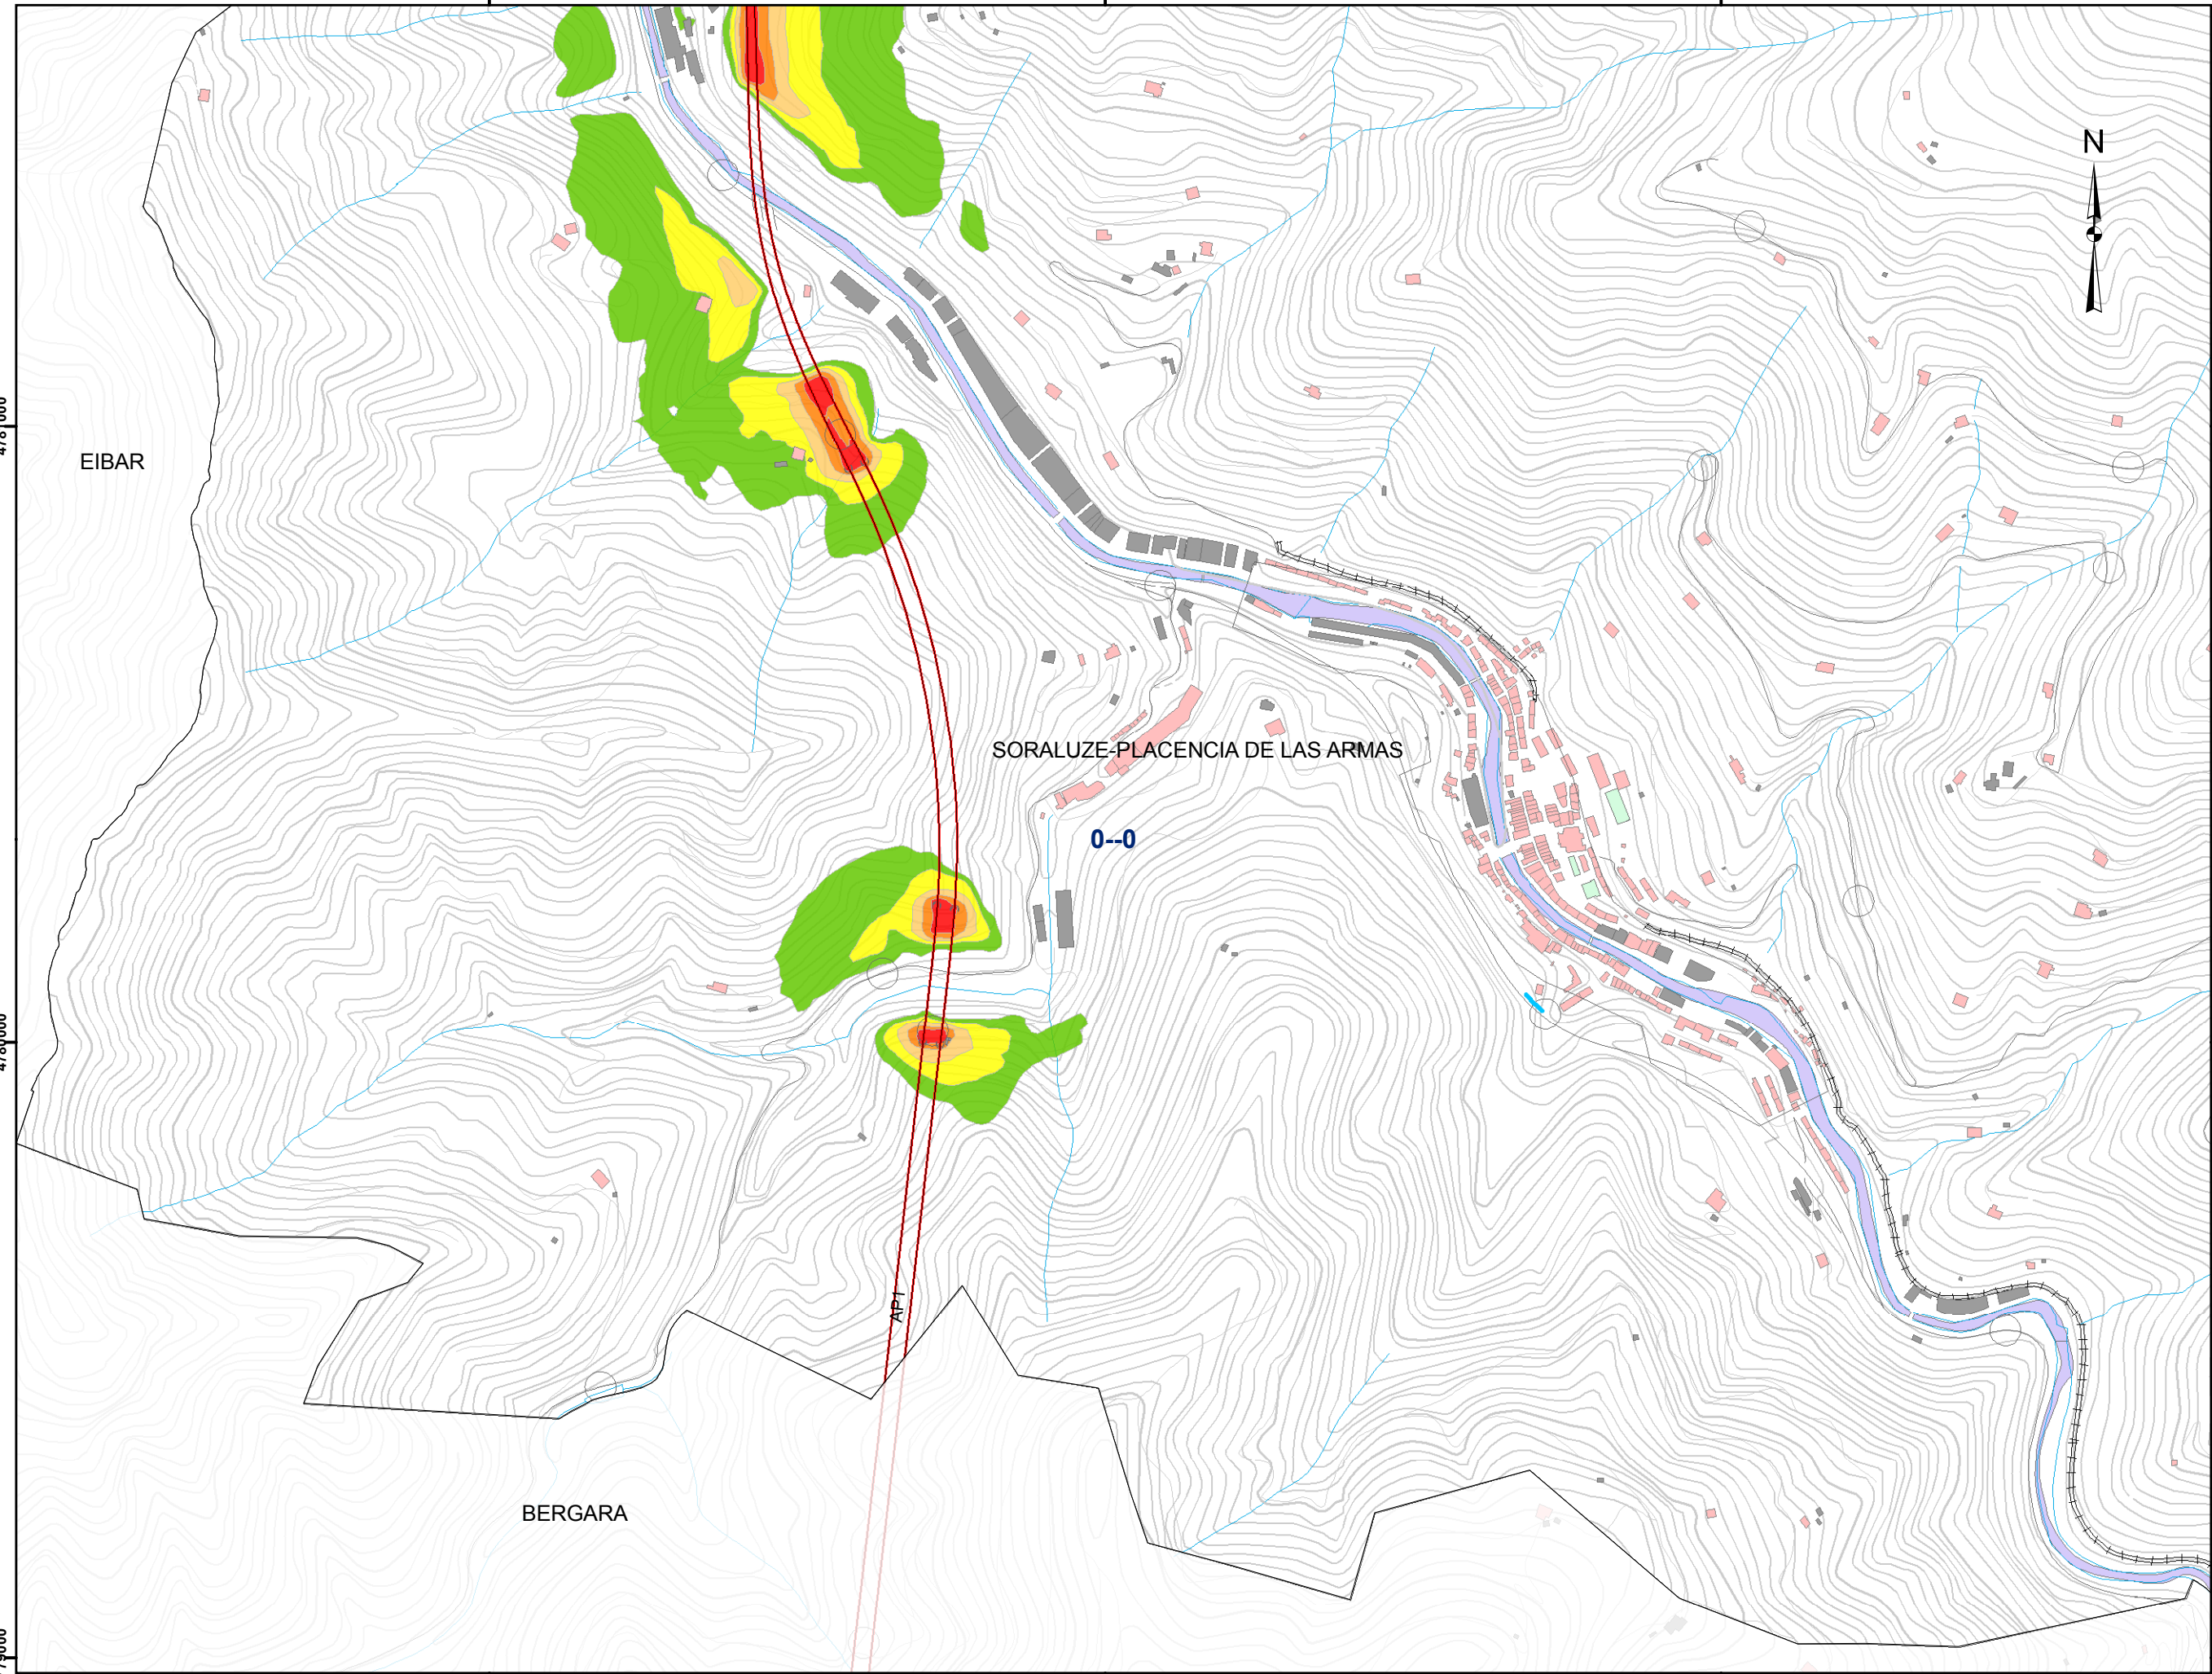 N
EIBAR
SORALUZE-PLACENCIA DE LAS ARMAS
0--0
AP1
BERGARA